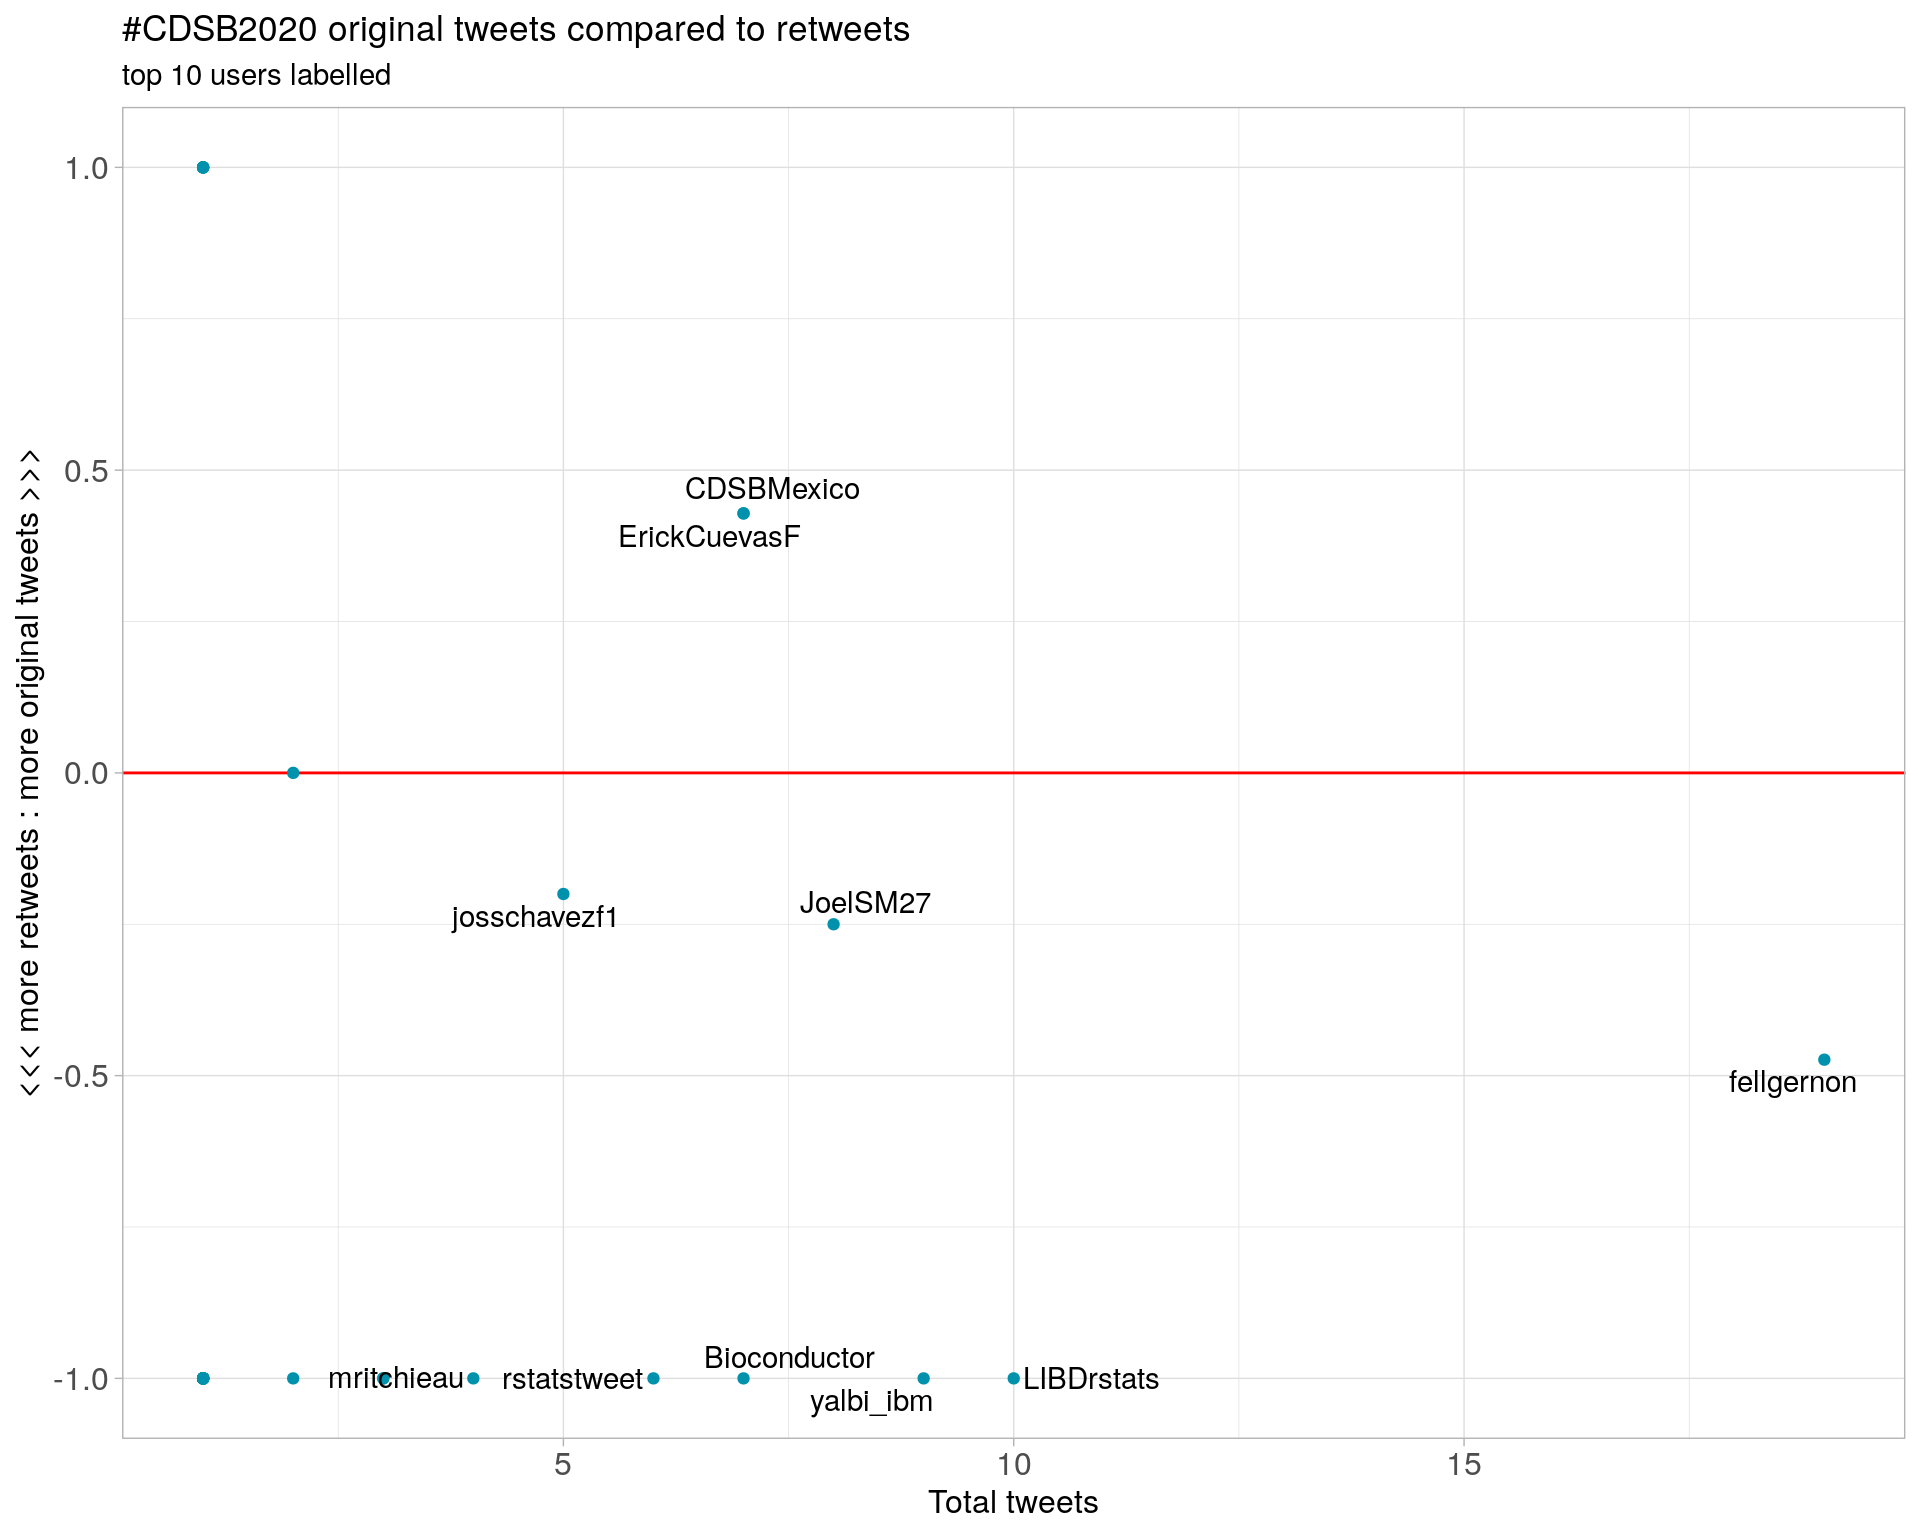 #CDSB2020 original tweets compared to retweets
top 10 users labelled
<<< more retweets : more original tweets >>>
1.0
0.5
0.0
-0.5
-1.0
CDSBMexico
ErickCuevasF
josschavezf1
JoelSM27
fellgernon
mritchieau
rstatstweet
Bioconductor
yalbi_ibm
LIBDrstats
5
10
15
Total tweets